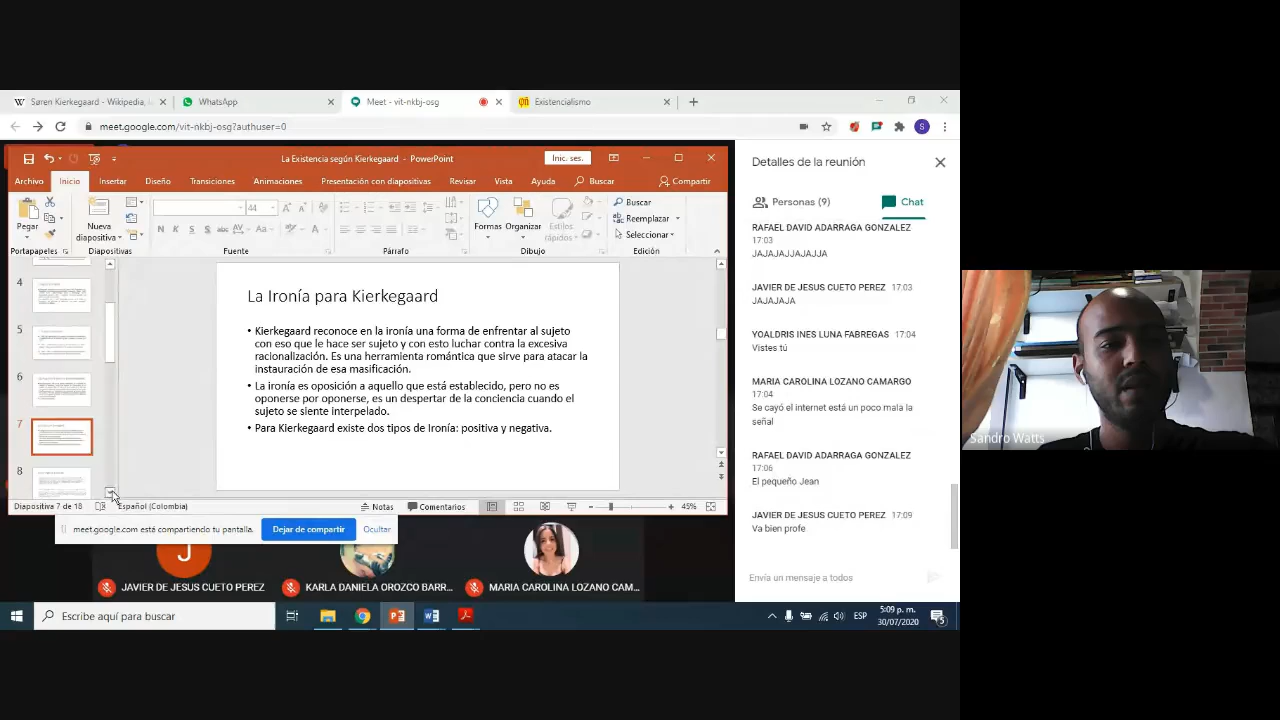 Søren Kierkegaard - Wikipedia, l
WhatsApp
Meet - vit-nkbj-osg
Existencialismo
meet.google.com/vit-nkbj-osg?authuser=0
S
La Existencia según Kierkegaard - PowerPoint
Inic. ses.
Archivo Inicio Insertar Diseño Transiciones Animaciones Presentación con diapositivas Revisar Vista Ayuda Buscar Compartir
Pegar
Nueva
diapositiva
44
N K S S
Aa
A
Formas Organizar Estilos
rápidos
Buscar
Reemplazar
Seleccionar
Portapapeles Diapositivas Fuente Párrafo Dibujo Edición
4
5
6
7
8
La Ironía para Kierkegaard
• Kierkegaard reconoce en la ironía una forma de enfrentar al sujeto
con eso que le hace ser sujeto y con esto luchar contra la excesiva
racionalización. Es una herramienta romántica que sirve para atacar la
instauración de esa masificación.
• La ironía es oposición a aquello que está establecido, pero no es
oponerse por oponerse, es un despertar de la conciencia cuando el
sujeto se siente interpelado.
• Para Kierkegaard existe dos tipos de Ironía: positiva y negativa.
Diapositiva 7 de 18 Español (Colombia) Notas Comentarios 45%
meet.google.com está compartiendo tu pantalla. Dejar de compartir Ocultar
J
JAVIER DE JESUS CUETO PEREZ
KARLA DANIELA OROZCO BARR...
MARIA CAROLINA LOZANO CAM...
Detalles de la reunión
Personas (9) Chat
RAFAEL DAVID ADARRAGA GONZALEZ
17:03
JAJAJAJJAJAJJA
JAVIER DE JESUS CUETO PEREZ 17:03
JAJAJAJA
YOALDRIS INES LUNA FABREGAS 17:04
Vistes tú
MARIA CAROLINA LOZANO CAMARGO
17:04
Se cayó el internet está un poco mala la
señal
RAFAEL DAVID ADARRAGA GONZALEZ
17:06
El pequeño Jean
JAVIER DE JESUS CUETO PEREZ 17:09
Va bien profe
Envía un mensaje a todos
Escribe aquí para buscar
ESP
5:09 p. m.
30/07/2020
5
Sandro Watts